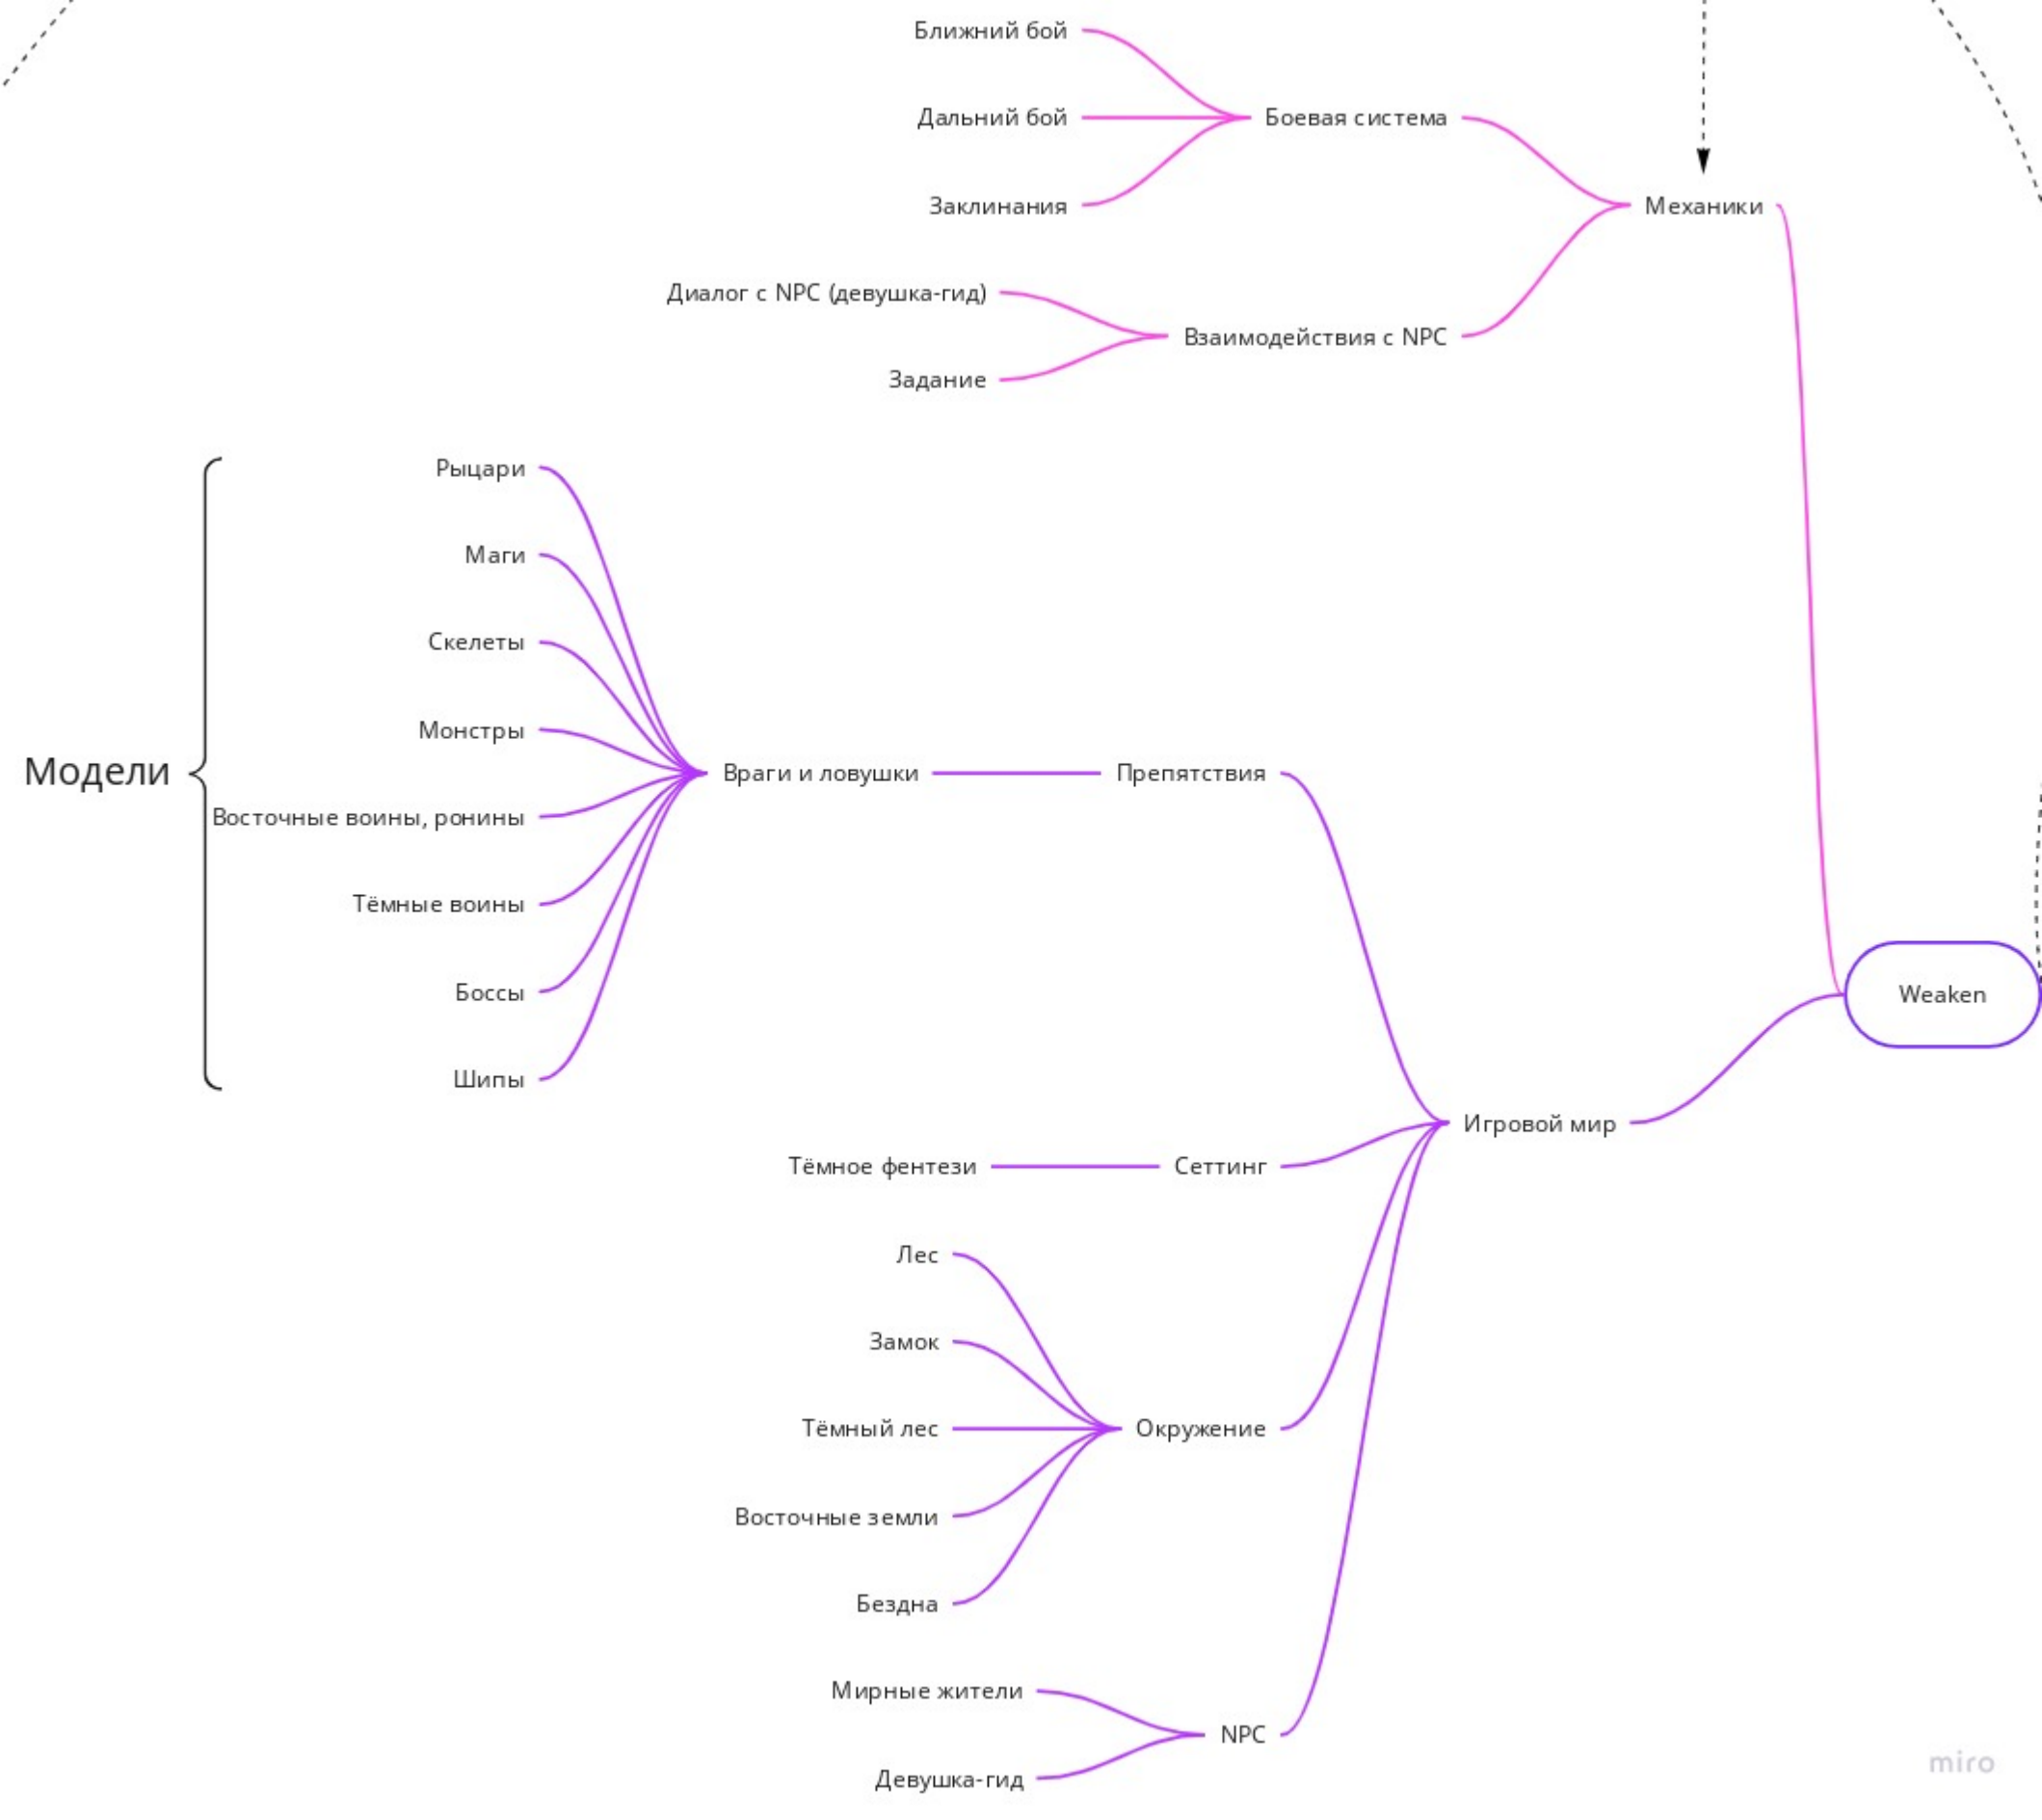 Ближний бой
Дальний бой
Боевая система
Заклинания
Механики
Диалог с NPC (девушка-гид)
Взаимодействия с NPC
Задание
Рыцари
Маги
Скелеты
Монстры
Модели
Враги и ловушки
Препятствия
Восточные воины, ронины
Тёмные воины
Боссы
Weaken
Шипы
Игровой мир
Тёмное фентези
Сеттинг
Лес
Замок
Тёмный лес
Окружение
Восточные земли
Бездна
Мирные жители
NPC
Девушка-гид
miro